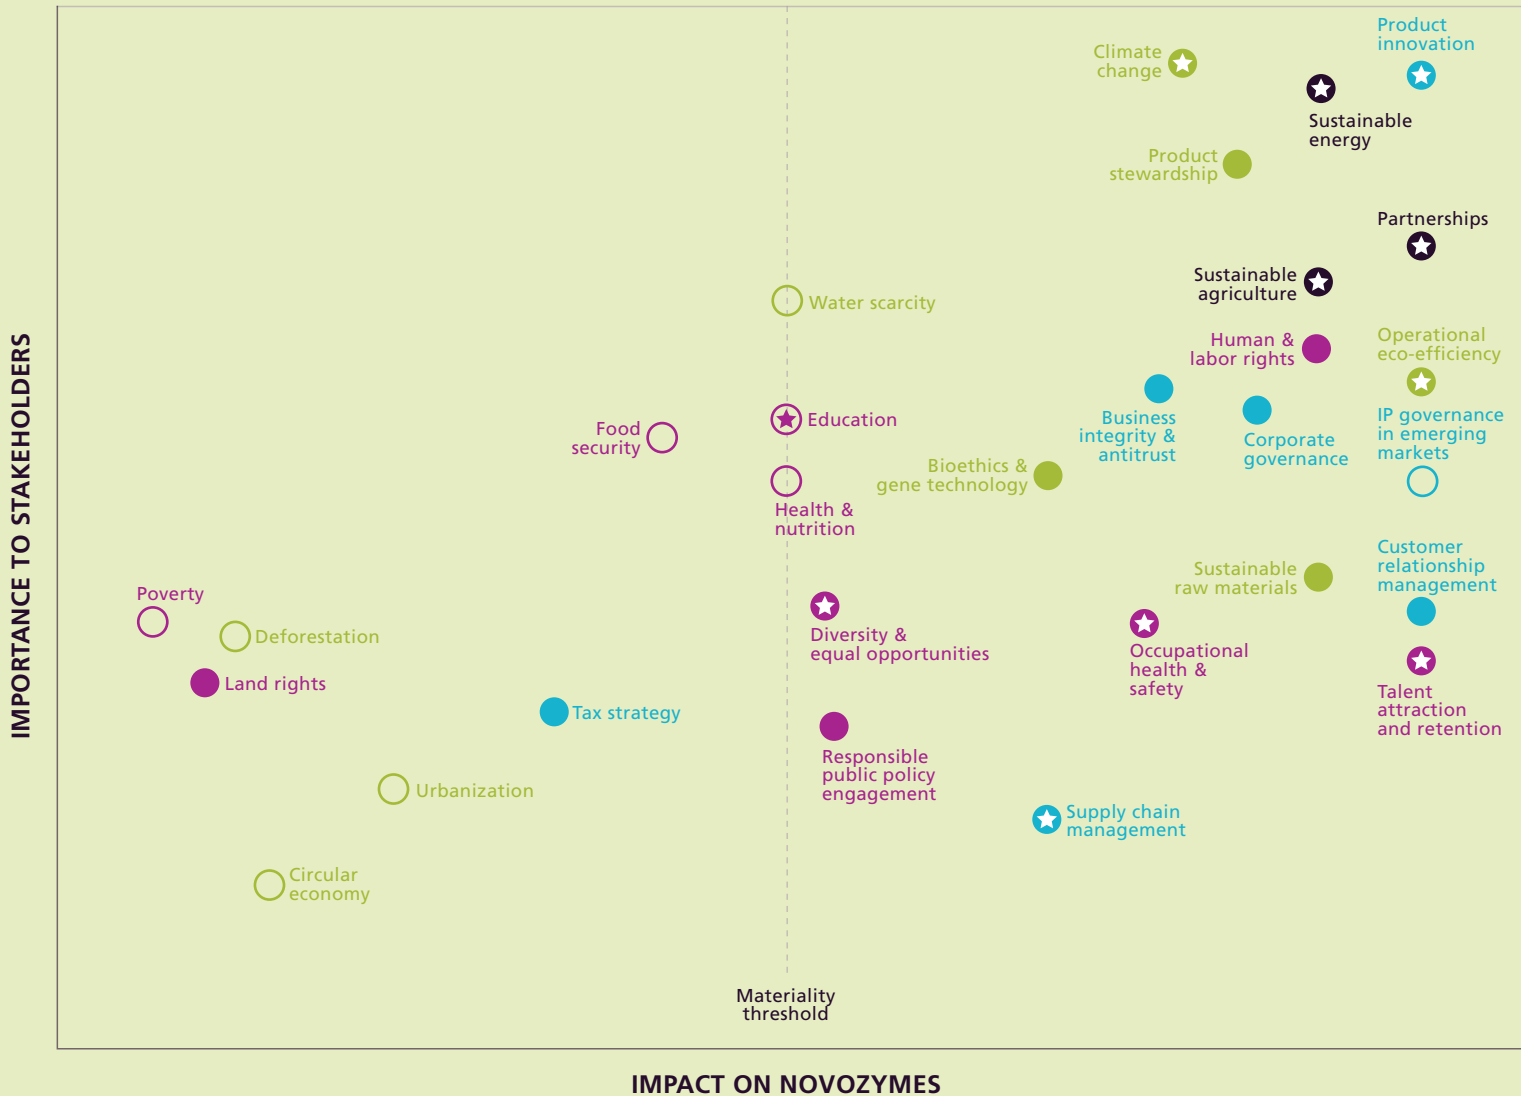 Product
innovation
Climate
change
Sustainable
energy
Product
stewardship
Partnerships
Sustainable
agriculture
Water scarcity
Human &
labor rights
Operational
eco-efficiency
Business
integrity &
antitrust
Corporate
governance
IP governance
in emerging
markets
Education
Food
security
Bioethics &
gene technology
Health &
nutrition
Customer
relationship
management
Sustainable
raw materials
Poverty
Deforestation
Land rights
Diversity &
equal opportunities
Occupational
health &
safety
Talent
attraction
and retention
Tax strategy
Responsible
public policy
engagement
Urbanization
Supply chain
management
Circular
economy
Materiality
threshold
IMPORTANCE TO STAKEHOLDERS
IMPACT ON NOVOZYMES